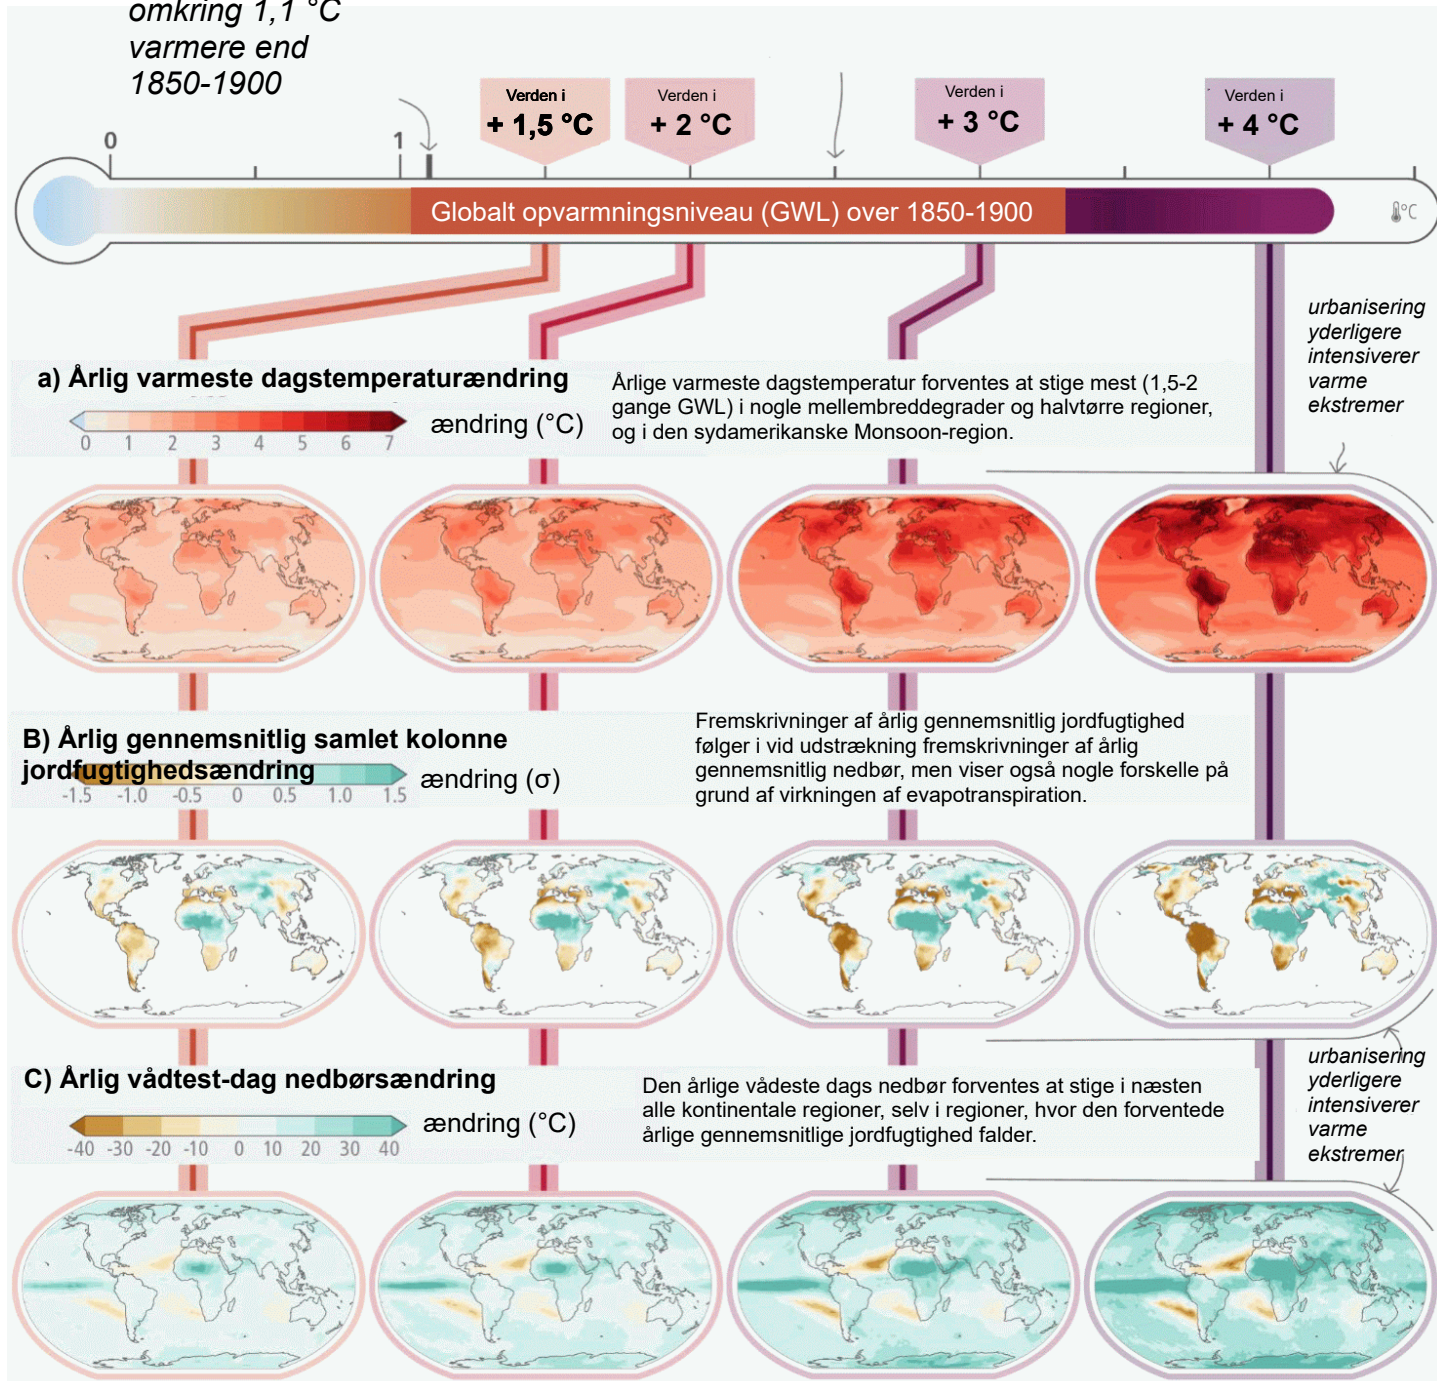 omkring 1,1 °C
varmere end
1850-1900
Verden i
+ 1,5 °C
Verden i
+ 2 °C
Verden i
+ 3 °C
Verden i
+ 4 °C
0
1
Globalt opvarmningsniveau (GWL) over 1850-1900
°C
urbanisering
yderligere
intensiverer
varme
ekstremer
a) Årlig varmeste dagstemperaturændring
ændring (°C)
0 1 2 3 4 5 6 7
Årlige varmeste dagstemperatur forventes at stige mest (1,5-2
gange GWL) i nogle mellembreddegrader og halvtørre regioner,
og i den sydamerikanske Monsoon-region.
B) Årlig gennemsnitlig samlet kolonne
jordfugtighedsændring
ændring (σ)
-1.5 -1.0 -0.5 0 0.5 1.0 1.5
Fremskrivninger af årlig gennemsnitlig jordfugtighed
følger i vid udstrækning fremskrivninger af årlig
gennemsnitlig nedbør, men viser også nogle forskelle på
grund af virkningen af evapotranspiration.
C) Årlig vådtest-dag nedbørsændring
ændring (°C)
-40 -30 -20 -10 0 10 20 30 40
Den årlige vådeste dags nedbør forventes at stige i næsten
alle kontinentale regioner, selv i regioner, hvor den forventede
årlige gennemsnitlige jordfugtighed falder.
urbanisering
yderligere
intensiverer
varme
ekstremer